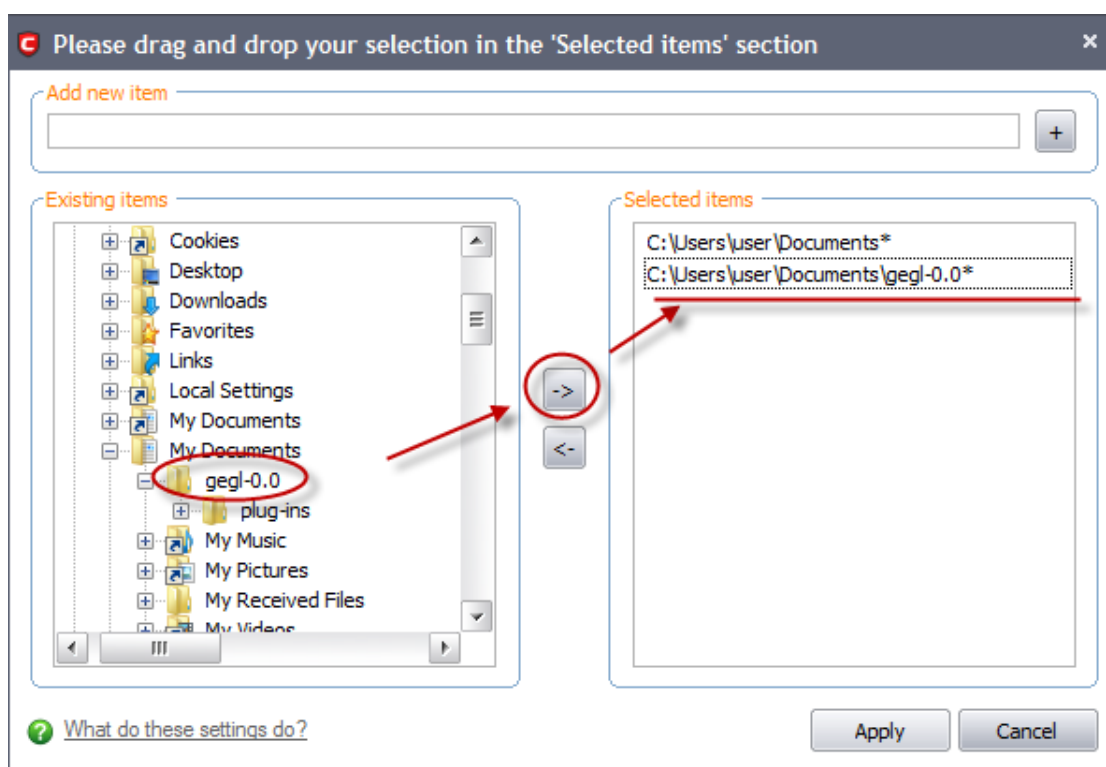 Please drag and drop your selection in the 'Selected items' section
Add new item
+
Existing items
Cookies
Desktop
Downloads
Favorites
Links
Local Settings
My Documents
My Documents
gegl-0.0
plug-ins
My Music
My Pictures
My Received Files
My Videos
->
<-
Selected items
C:\Users\user\Documents*
C:\Users\user\Documents\gegl-0.0*
What do these settings do?
Apply
Cancel